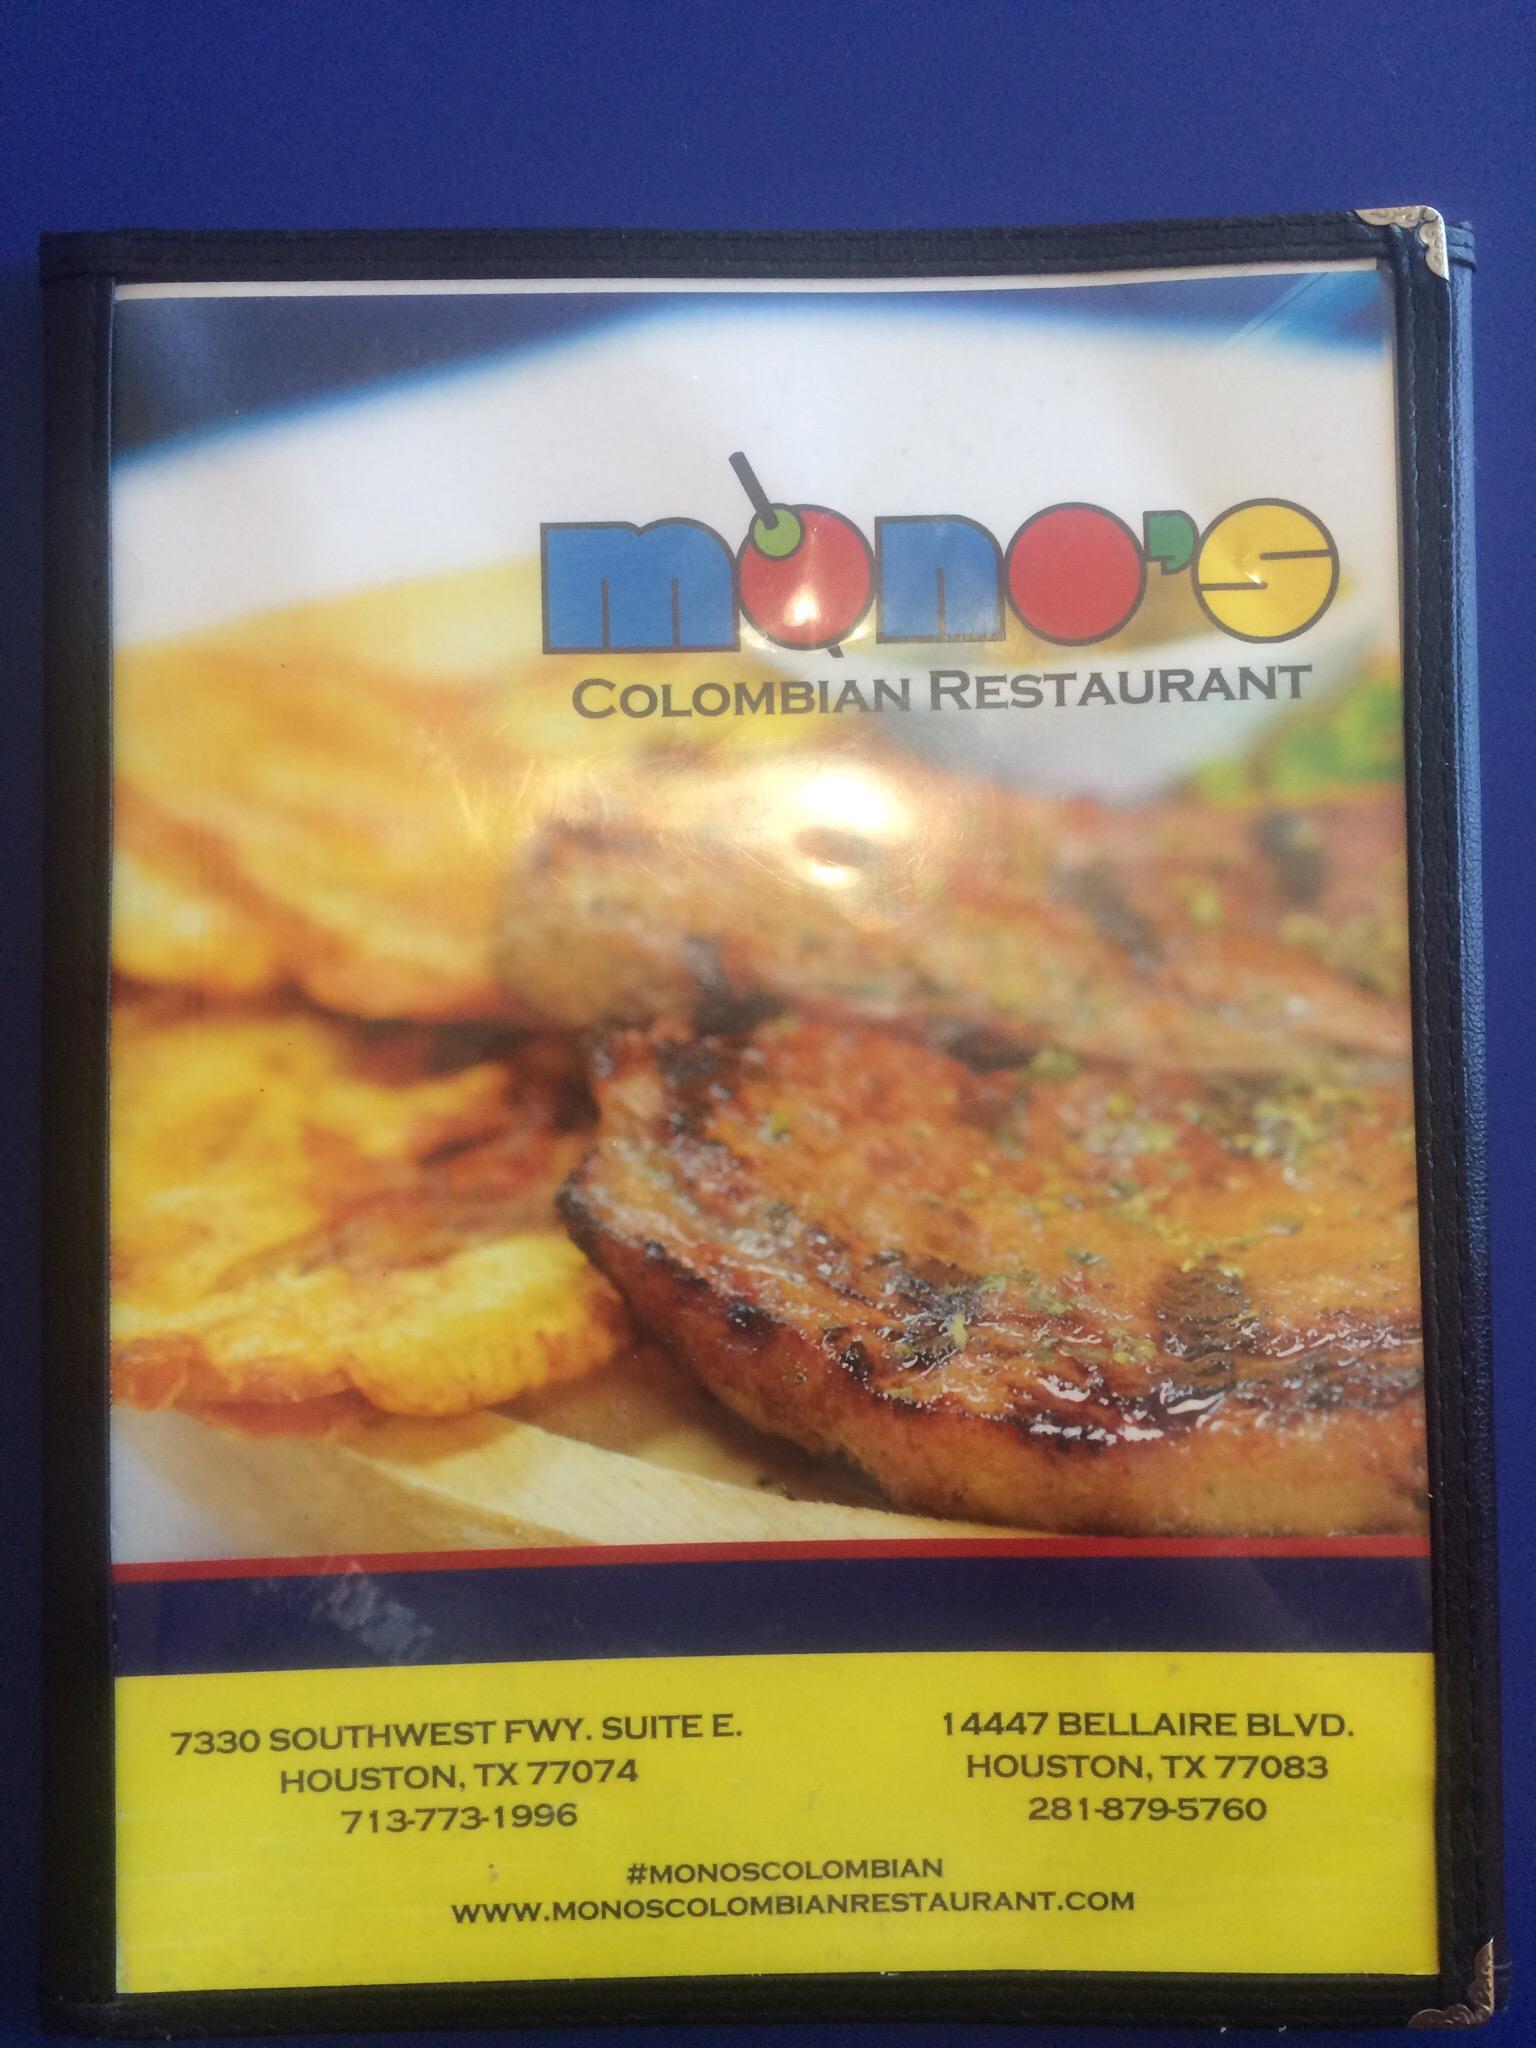 mono's
COLOMBIAN RESTAURANT
7330 SOUTHWEST FWY. SUITE E.
HOUSTON, TX 77074
713-773-1996
14447 BELLAIRE BLVD.
HOUSTON, TX 77083
281-879-5760
#MONOSCOLOMBIAN
WWW.MONOSCOLOMBIANRESTAURANT.COM